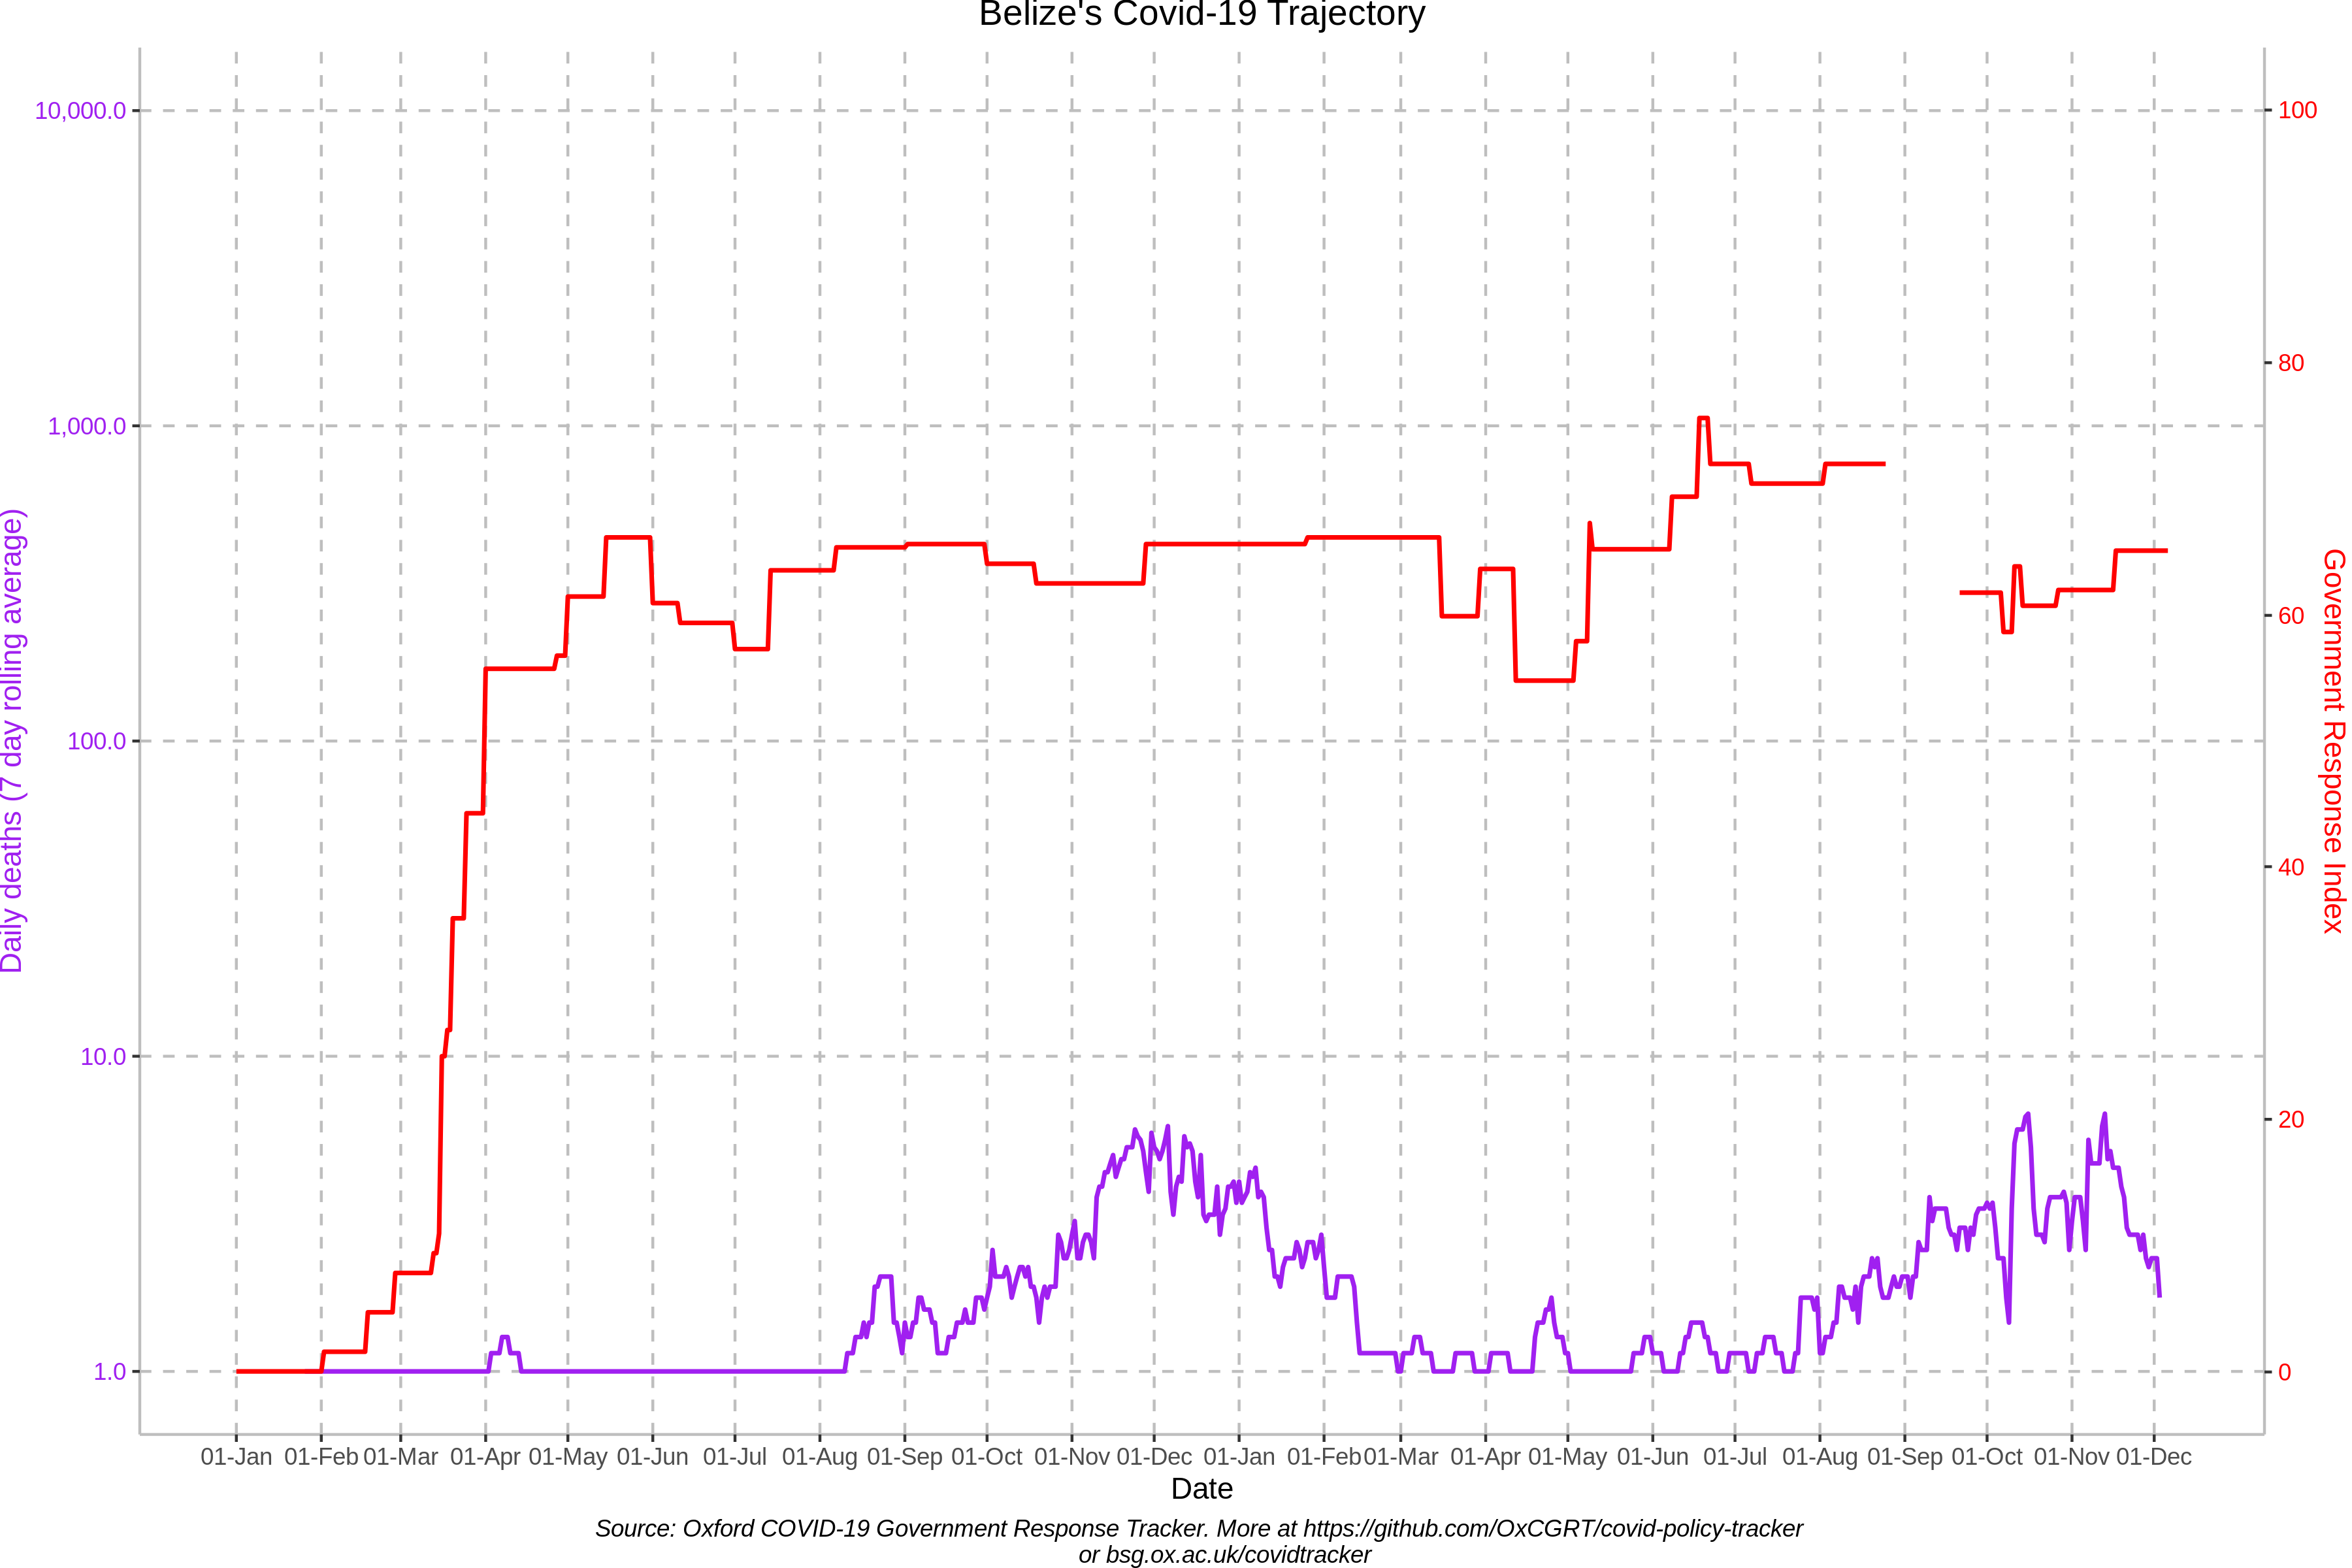 Belize's Covid-19 Trajectory
10,000.0
1,000.0
100.0
10.0
1.0
Daily deaths (7 day rolling average)
100
80
60
40
20
0
Government Response Index
01-Jan 01-Feb 01-Mar 01-Apr 01-May 01-Jun 01-Jul 01-Aug 01-Sep 01-Oct 01-Nov 01-Dec 01-Jan 01-Feb 01-Mar 01-Apr 01-May 01-Jun 01-Jul 01-Aug 01-Sep 01-Oct 01-Nov 01-Dec
Date
Source: Oxford COVID-19 Government Response Tracker. More at https://github.com/OxCGRT/covid-policy-tracker
or bsg.ox.ac.uk/covidtracker